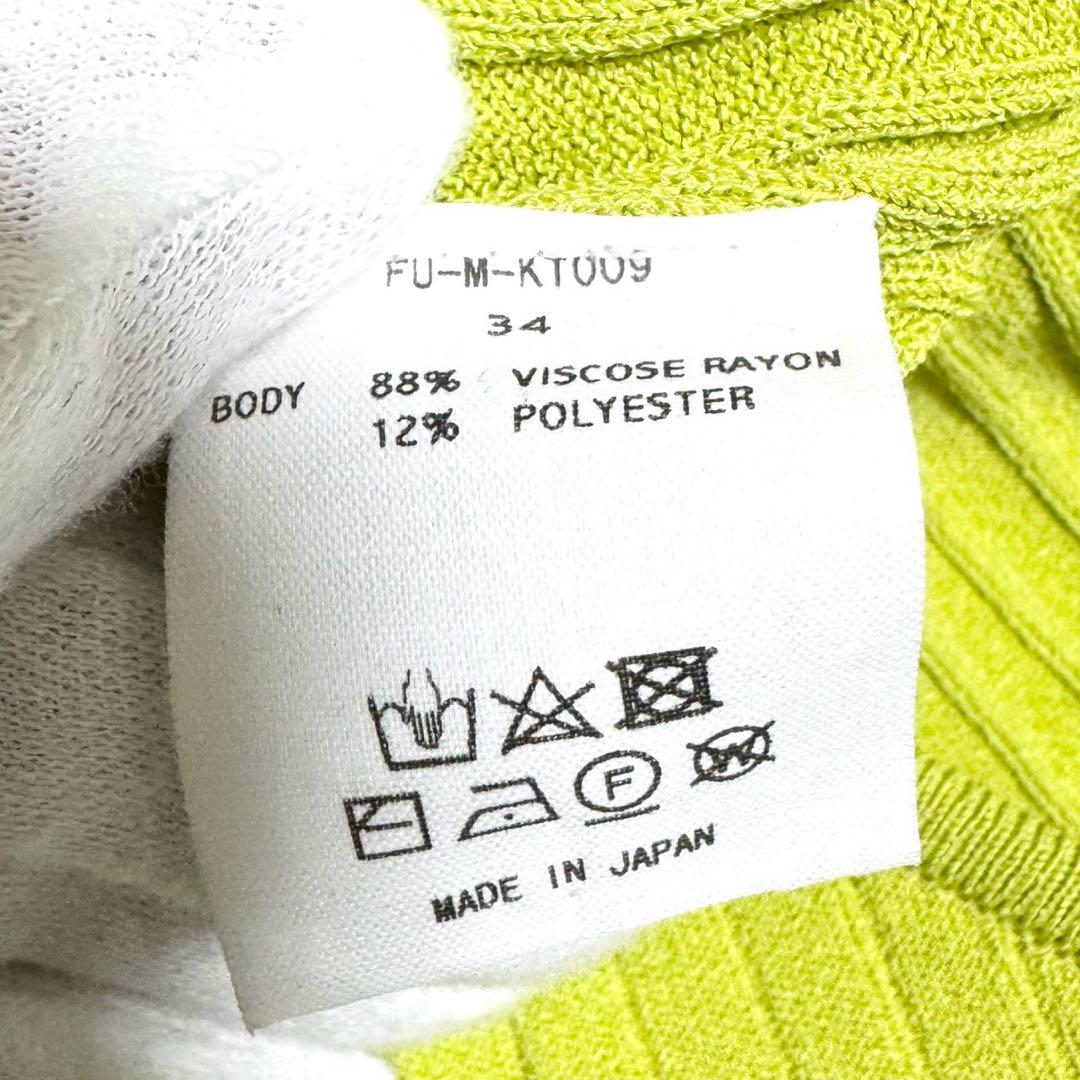 FU-M-KT009
34
BODY 88% VISCOSE RAYON
12% POLYESTER
F
W
MADE IN JAPAN